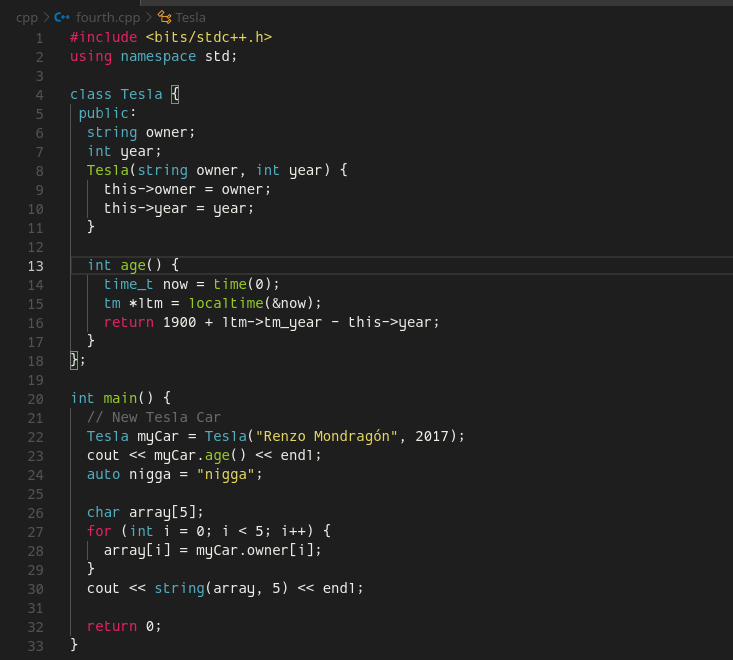 cpp > fourth.cpp > Tesla
1 #include <bits/stdc++.h>
2 using namespace std;
3
4 class Tesla {
5  public:
6   string owner;
7   int year;
8   Tesla(string owner, int year) {
9     this->owner = owner;
10     this->year = year;
11   }
12
13   int age() {
14     time_t now = time(0);
15     tm *ltm = localtime(&now);
16     return 1900 + ltm->tm_year - this->year;
17   }
18 };
19
20 int main() {
21   // New Tesla Car
22   Tesla myCar = Tesla("Renzo Mondragón", 2017);
23   cout << myCar.age() << endl;
24   auto nigga = "nigga";
25
26   char array[5];
27   for (int i = 0; i < 5; i++) {
28     array[i] = myCar.owner[i];
29   }
30   cout << string(array, 5) << endl;
31
32   return 0;
33 }